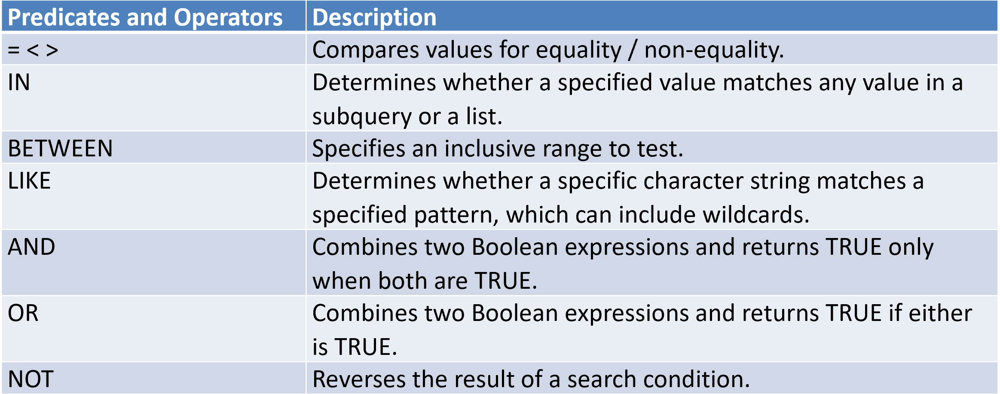 Predicates and Operators Description
= < > Compares values for equality / non-equality.
IN Determines whether a specified value matches any value in a
subquery or a list.
BETWEEN Specifies an inclusive range to test.
LIKE Determines whether a specific character string matches a
specified pattern, which can include wildcards.
AND Combines two Boolean expressions and returns TRUE only
when both are TRUE.
OR Combines two Boolean expressions and returns TRUE if either
is TRUE.
NOT Reverses the result of a search condition.